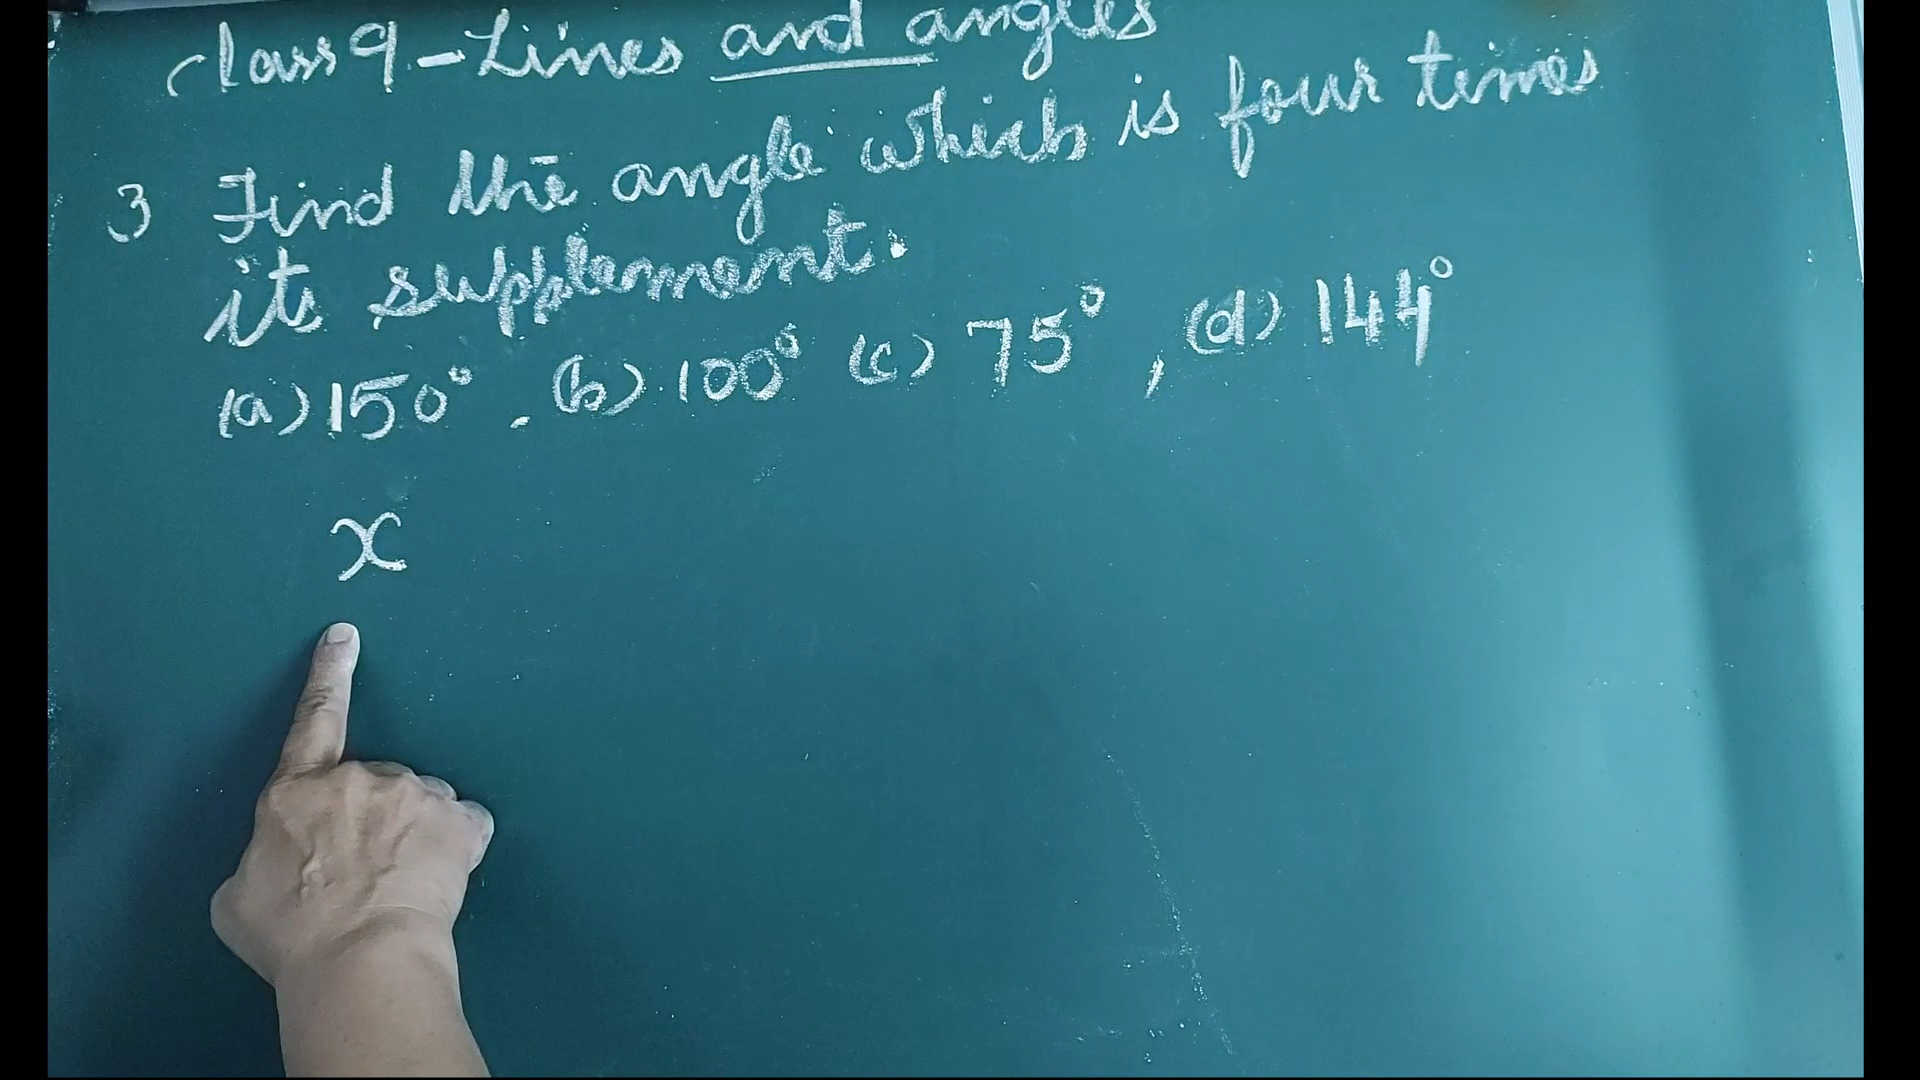 Class 9 - Lines and angles
3 Find the angle which is four times
its supplement.
(a) 150° . (b) 100° (c) 75° , (d) 144°
x